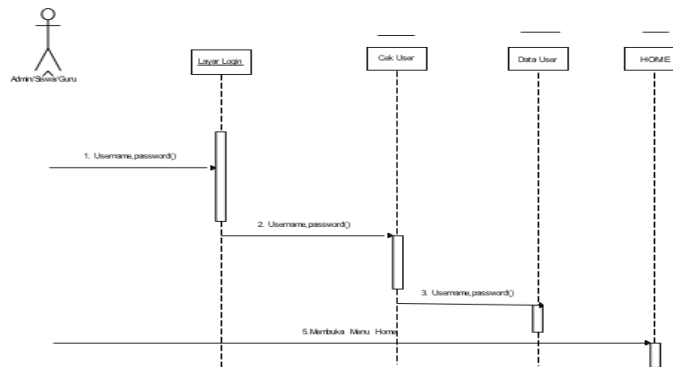 Admin/Siswa/Guru
Layar Login
Cek User
Data User
HOME
1. Username,password()
2. Username,password()
3. Username,password()
5.Membuka Menu Home